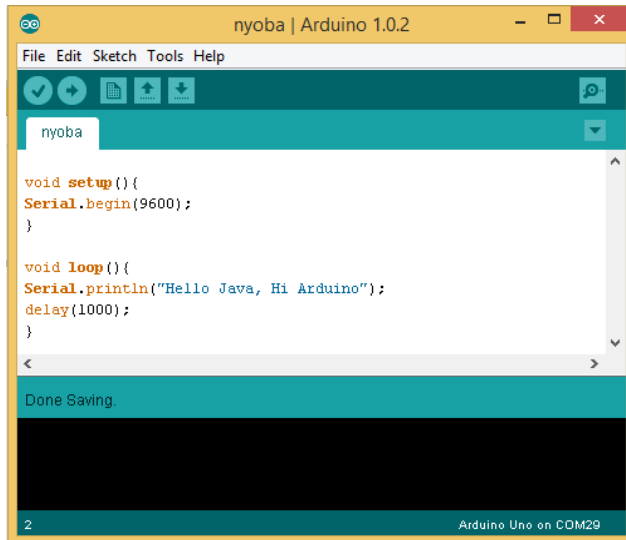 nyoba | Arduino 1.0.2
File Edit Sketch Tools Help
nyoba
void setup(){
Serial.begin(9600);
}
void loop(){
Serial.println("Hello Java, Hi Arduino");
delay(1000);
}
Done Saving.
2 Arduino Uno on COM29